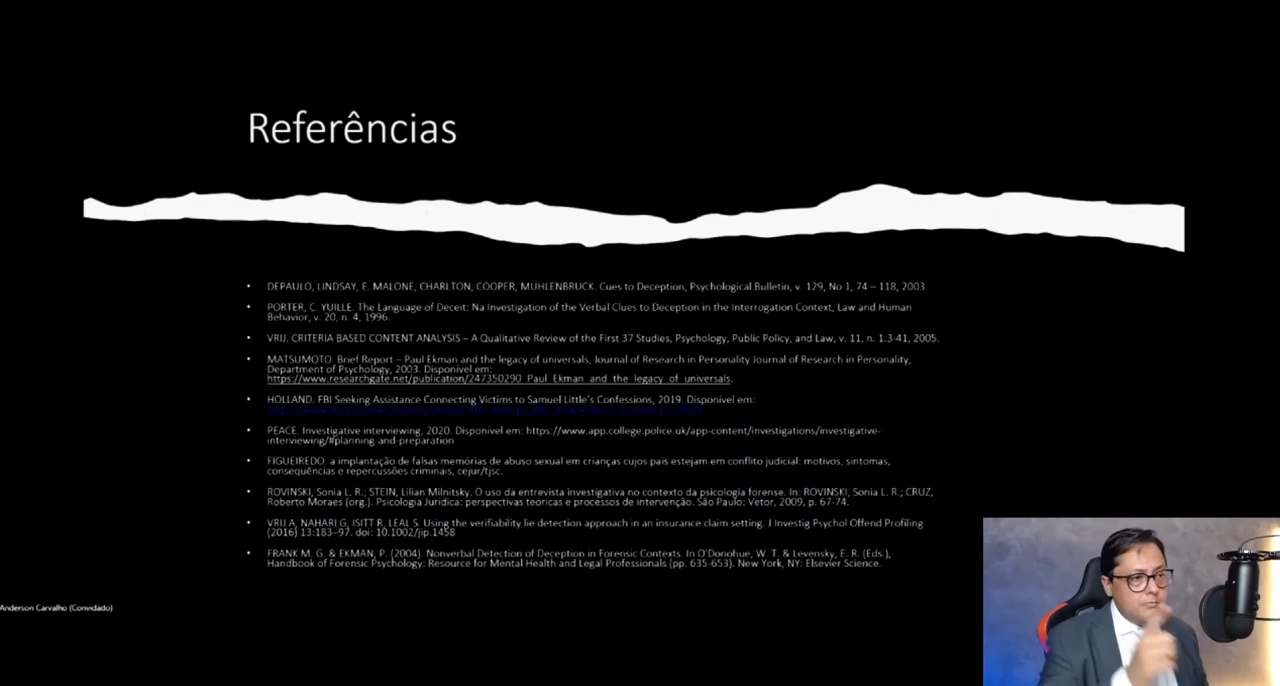 Referências
• DEPAULO, LINDSAY, E. MALONE, CHARLTON, COOPER, MUHLENBRUCK. Cues to Deception, Psychological Bulletin, v. 129, No 1, 74 – 118, 2003.
• PORTER, C. YUILLE. The Language of Deceit: Na Investigation of the Verbal Clues to Deception in the Interrogation Context, Law and Human
Behavior, v. 20, n. 4, 1996.
• VRIJ. CRITERIA BASED CONTENT ANALYSIS – A Qualitative Review of the First 37 Studies, Psychology, Public Policy, and Law, v. 11, n. 1.3-41, 2005.
• MATSUMOTO. Brief Report – Paul Ekman and the legacy of universals, Journal of Research in Personality Journal of Research in Personality,
Department of Psychology, 2003. Disponível em:
https://www.researchgate.net/publication/247350290_Paul_Ekman_and_the_legacy_of_universals.
• HOLLAND. FBI Seeking Assistance Connecting Victims to Samuel Little's Confessions, 2019. Disponível em:
• PEACE. Investigative interviewing, 2020. Disponível em: https://www.app.college.police.uk/app-content/investigations/investigative-
interviewing/#planning-and-preparation
• FIGUEIREDO. a implantação de falsas memórias de abuso sexual em crianças cujos pais estejam em conflito judicial: motivos, sintomas,
consequências e repercussões criminais, cejur/tjsc.
• ROVINSKI, Sonia L. R.; STEIN, Lilian Milnitsky. O uso da entrevista investigativa no contexto da psicologia forense. In: ROVINSKI, Sonia L. R.; CRUZ,
Roberto Moraes (org.). Psicologia Jurídica: perspectivas teóricas e processos de intervenção. São Paulo: Vetor, 2009, p. 67-74.
• VRIJ A, NAHARI G, ISITT R, LEAL S. Using the verifiability lie detection approach in an insurance claim setting. J Investig Psychol Offend Profiling
(2016) 13:183–97. doi: 10.1002/jip.1458
• FRANK M. G. & EKMAN, P. (2004). Nonverbal Detection of Deception in Forensic Contexts. In O'Donohue, W. T. & Levensky, E. R. (Eds.),
Handbook of Forensic Psychology: Resource for Mental Health and Legal Professionals (pp. 635-653). New York, NY: Elsevier Science.
Anderson Carvalho (Convidado)